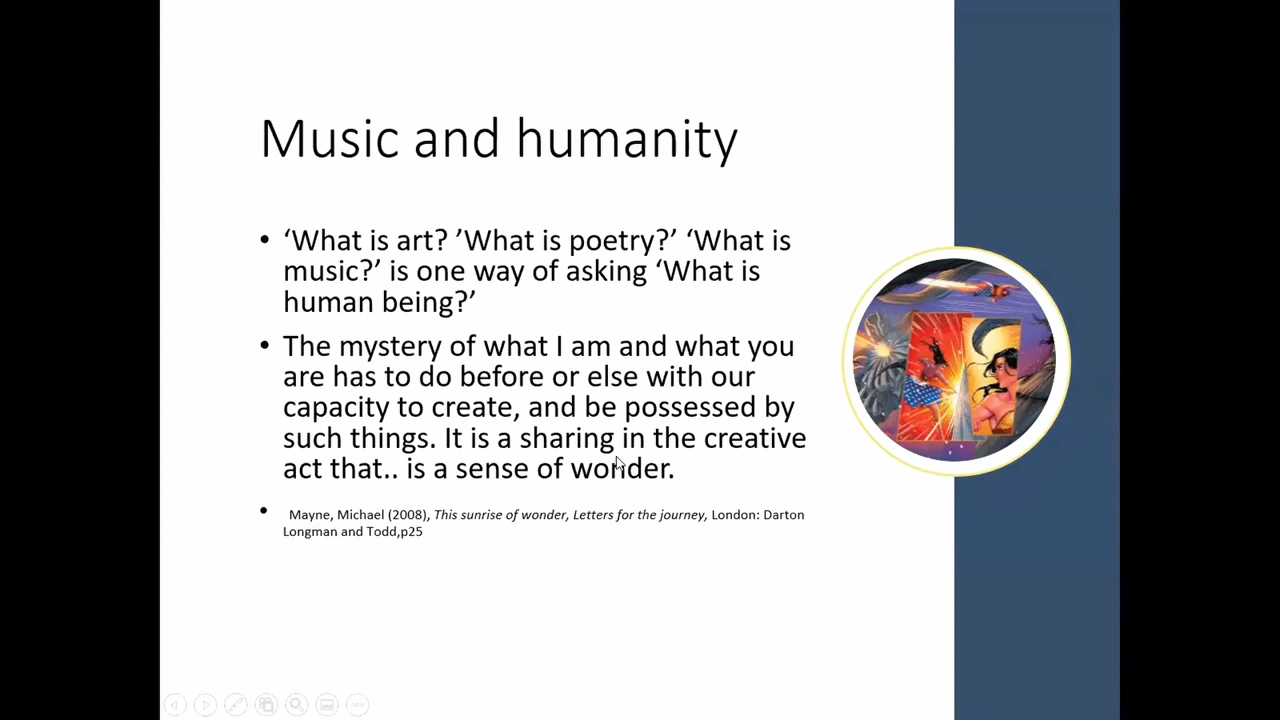 Music and humanity
• ‘What is art? ’What is poetry?’ ‘What is
music?’ is one way of asking ‘What is
human being?’
• The mystery of what I am and what you
are has to do before or else with our
capacity to create, and be possessed by
such things. It is a sharing in the creative
act that.. is a sense of wonder.
• Mayne, Michael (2008), This sunrise of wonder, Letters for the journey, London: Darton
Longman and Todd,p25